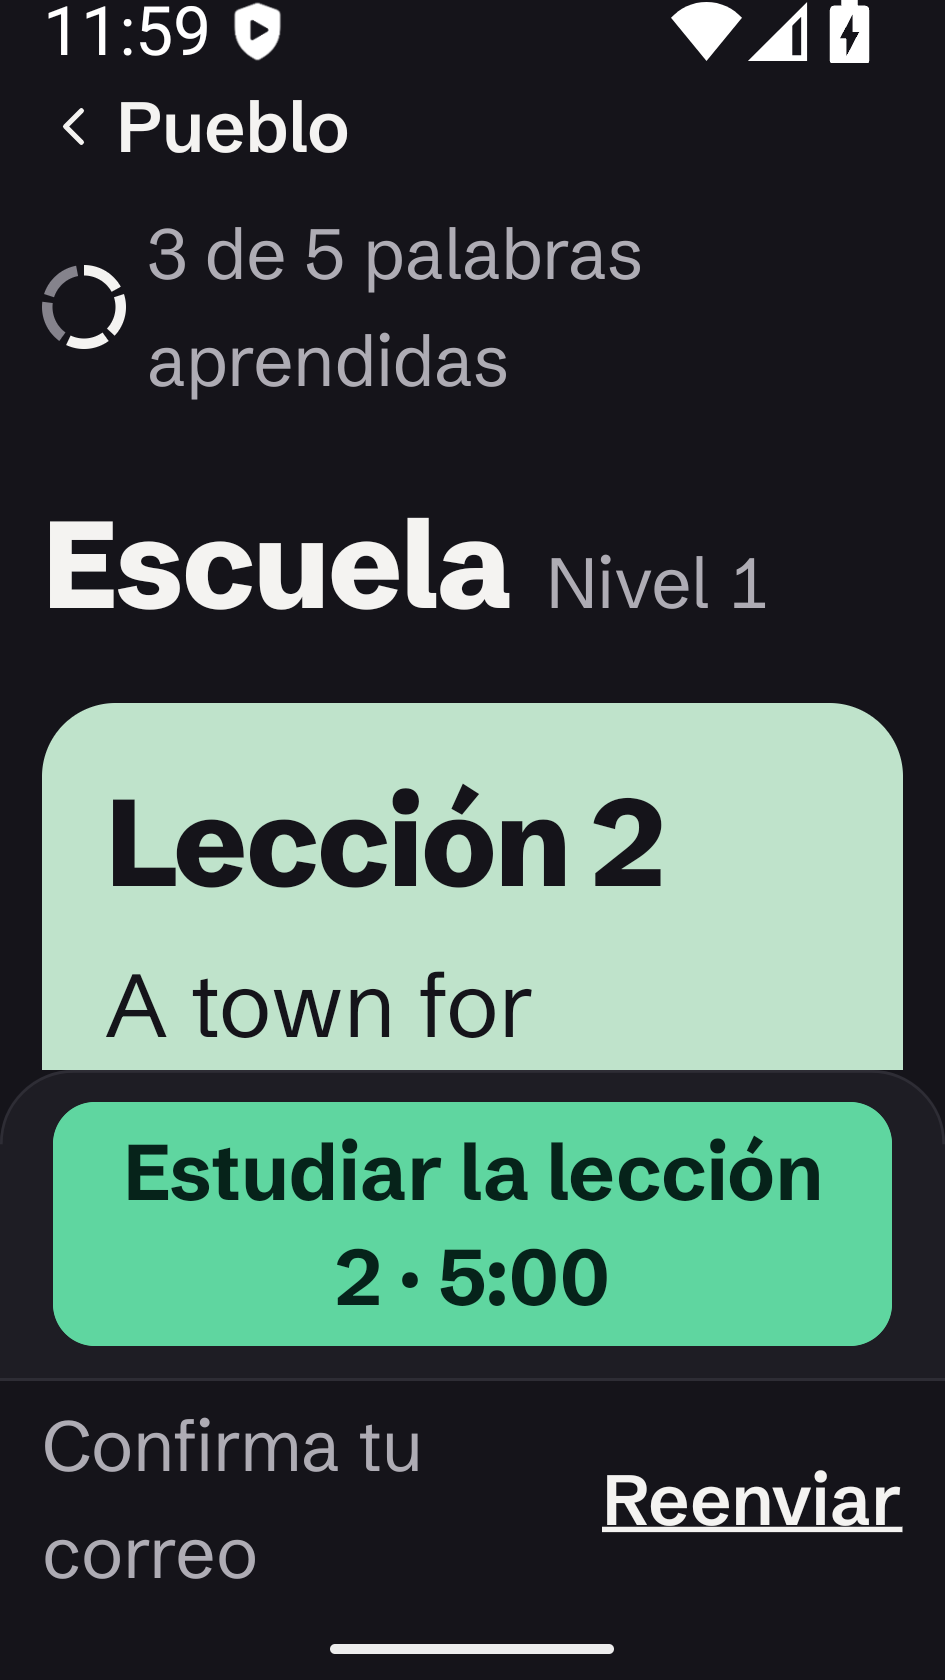 11:59
Pueblo
3 de 5 palabras
aprendidas
Escuela Nivel 1
Lección 2
A town for
Estudiar la lección
2 · 5:00
Confirma tu
correo
Reenviar